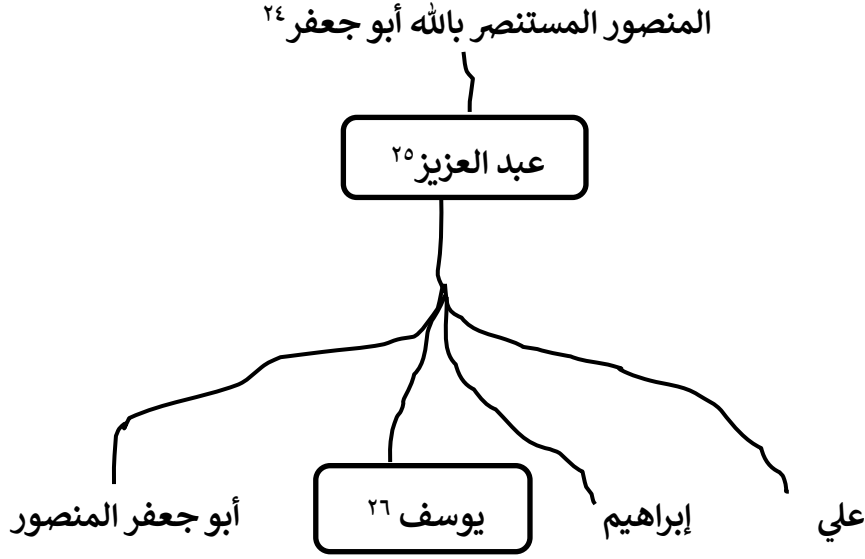 المنصور المستنصر بالله أبو جعفر ٢٤
عبد العزيز ٢٥
علي
إبراهيم
يوسف ٢٦
أبو جعفر المنصور